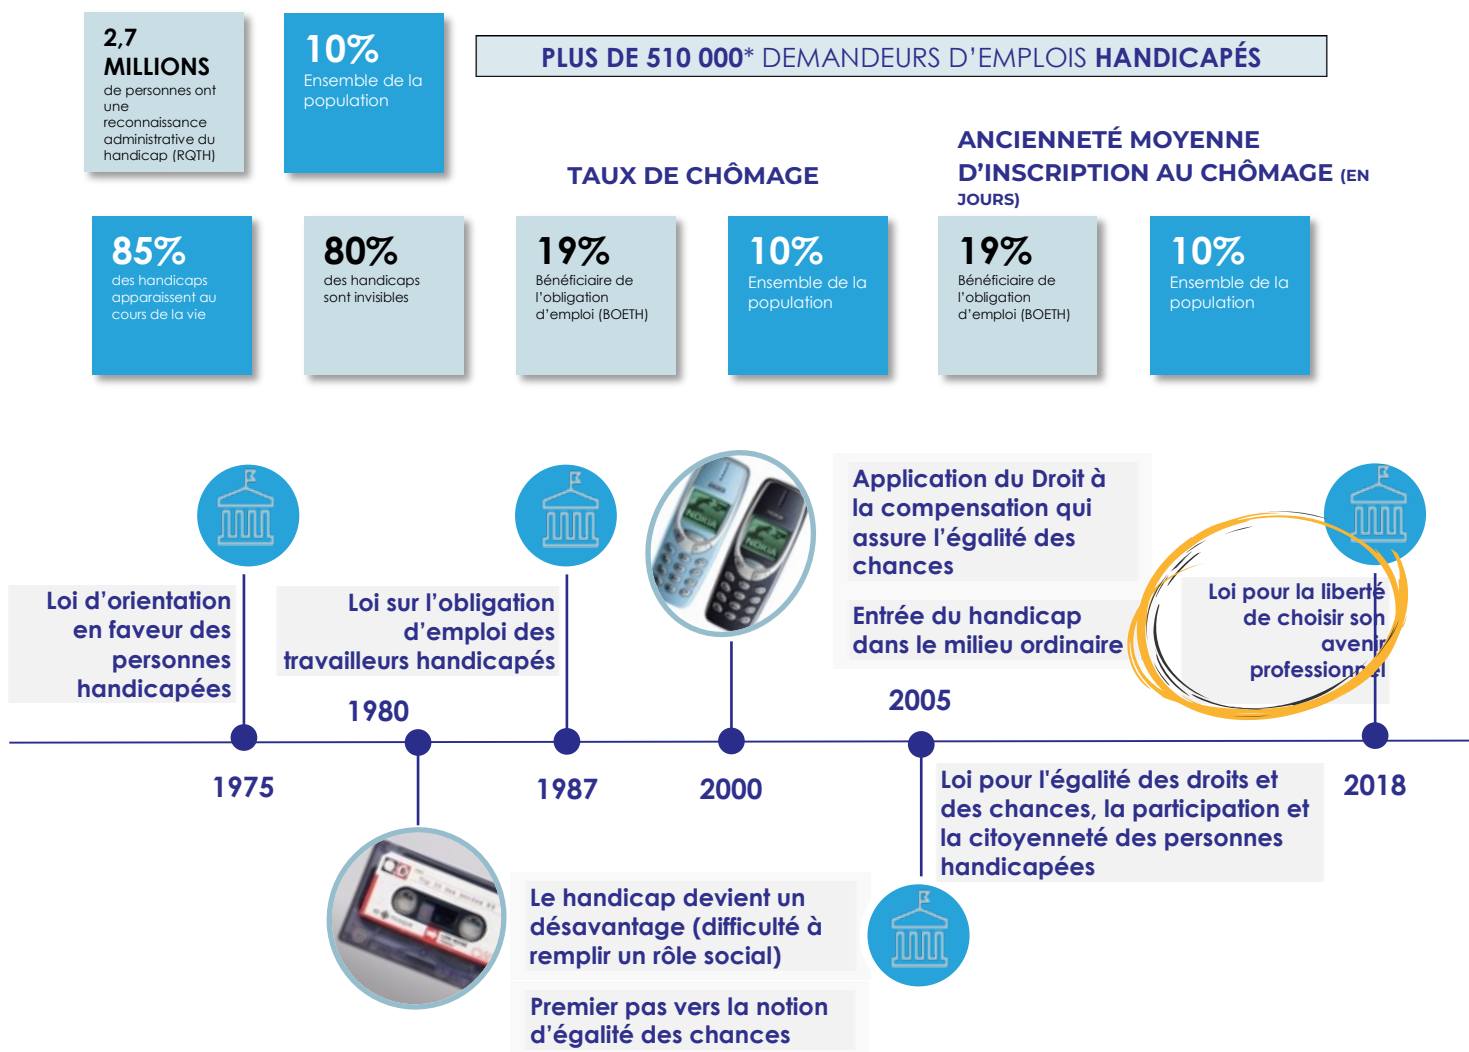 2,7
MILLIONS
de personnes ont
une
reconnaissance
administrative du
handicap (RQTH)
10%
Ensemble de la
population
PLUS DE 510 000* DEMANDEURS D'EMPLOIS HANDICAPÉS
TAUX DE CHÔMAGE
ANCIENNETÉ MOYENNE
D'INSCRIPTION AU CHÔMAGE (EN
JOURS)
85%
des handicaps
apparaissent au
cours de la vie
80%
des handicaps
sont invisibles
19%
Bénéficiaire de
l'obligation
d'emploi (BOETH)
10%
Ensemble de la
population
19%
Bénéficiaire de
l'obligation
d'emploi (BOETH)
10%
Ensemble de la
population
Loi d'orientation
en faveur des
personnes
handicapées
1975
1980
Le handicap devient un
désavantage (difficulté à
remplir un rôle social)
Premier pas vers la notion
d'égalité des chances
Loi sur l'obligation
d'emploi des
travailleurs handicapés
1987
NOKIA
NOKIA
2000
Application du Droit à
la compensation qui
assure l'égalité des
chances
Entrée du handicap
dans le milieu ordinaire
2005
Loi pour l'égalité des droits et
des chances, la participation et
la citoyenneté des personnes
handicapées
Loi pour la liberté
de choisir son
avenir
professionnel
2018